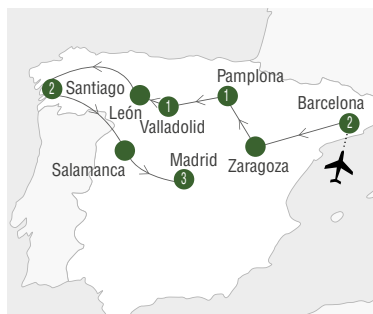 Pamplona
1
Barcelona
2
2
Santiago
León
1
Valladolid
Zaragoza
Salamanca
Madrid
3